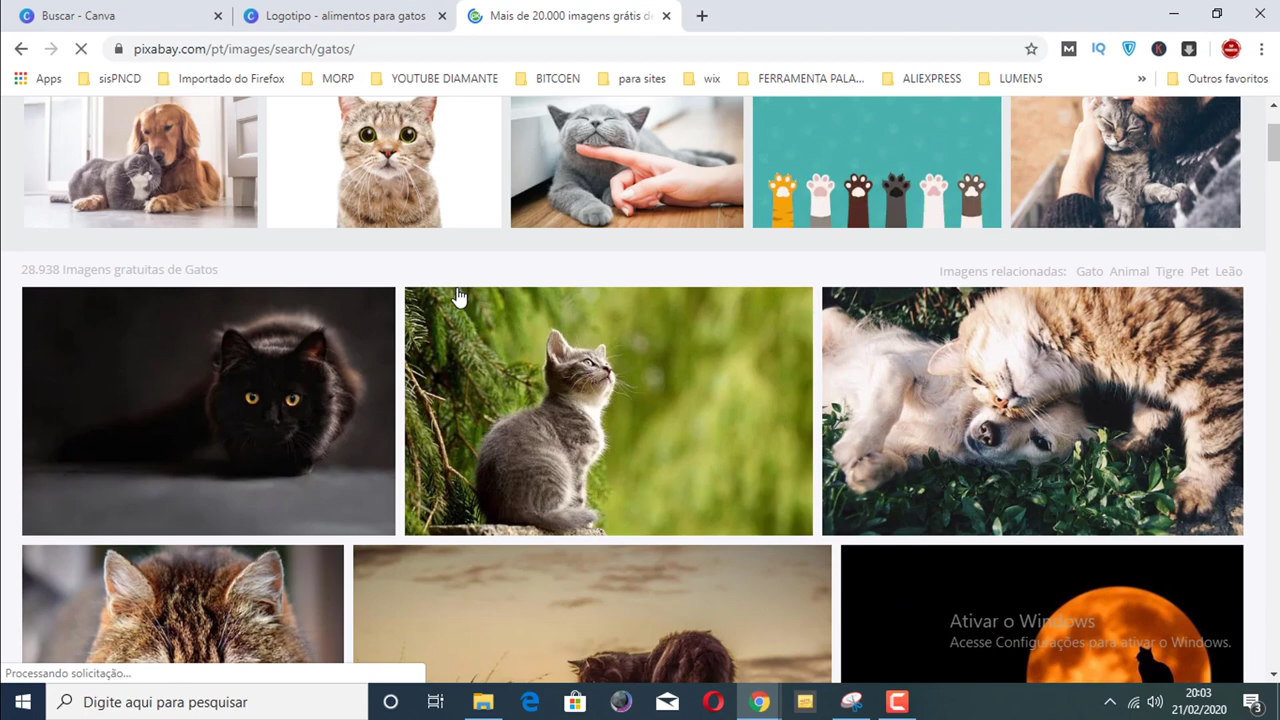 Buscar - Canva
Logotipo - alimentos para gatos
Mais de 20.000 imagens grátis de
pixabay.com/pt/images/search/gatos/
Apps sisPNCD Importado do Firefox MORP YOUTUBE DIAMANTE BITCOEN para sites wix FERRAMENTA PALA... ALIEXPRESS LUMEN5 » Outros favoritos
28.938 Imagens gratuitas de Gatos
Imagens relacionadas: Gato Animal Tigre Pet Leão
Ativar o Windows
Acesse Configurações para ativar o Windows.
Processando solicitação...
Digite aqui para pesquisar
20:03
21/02/2020
3